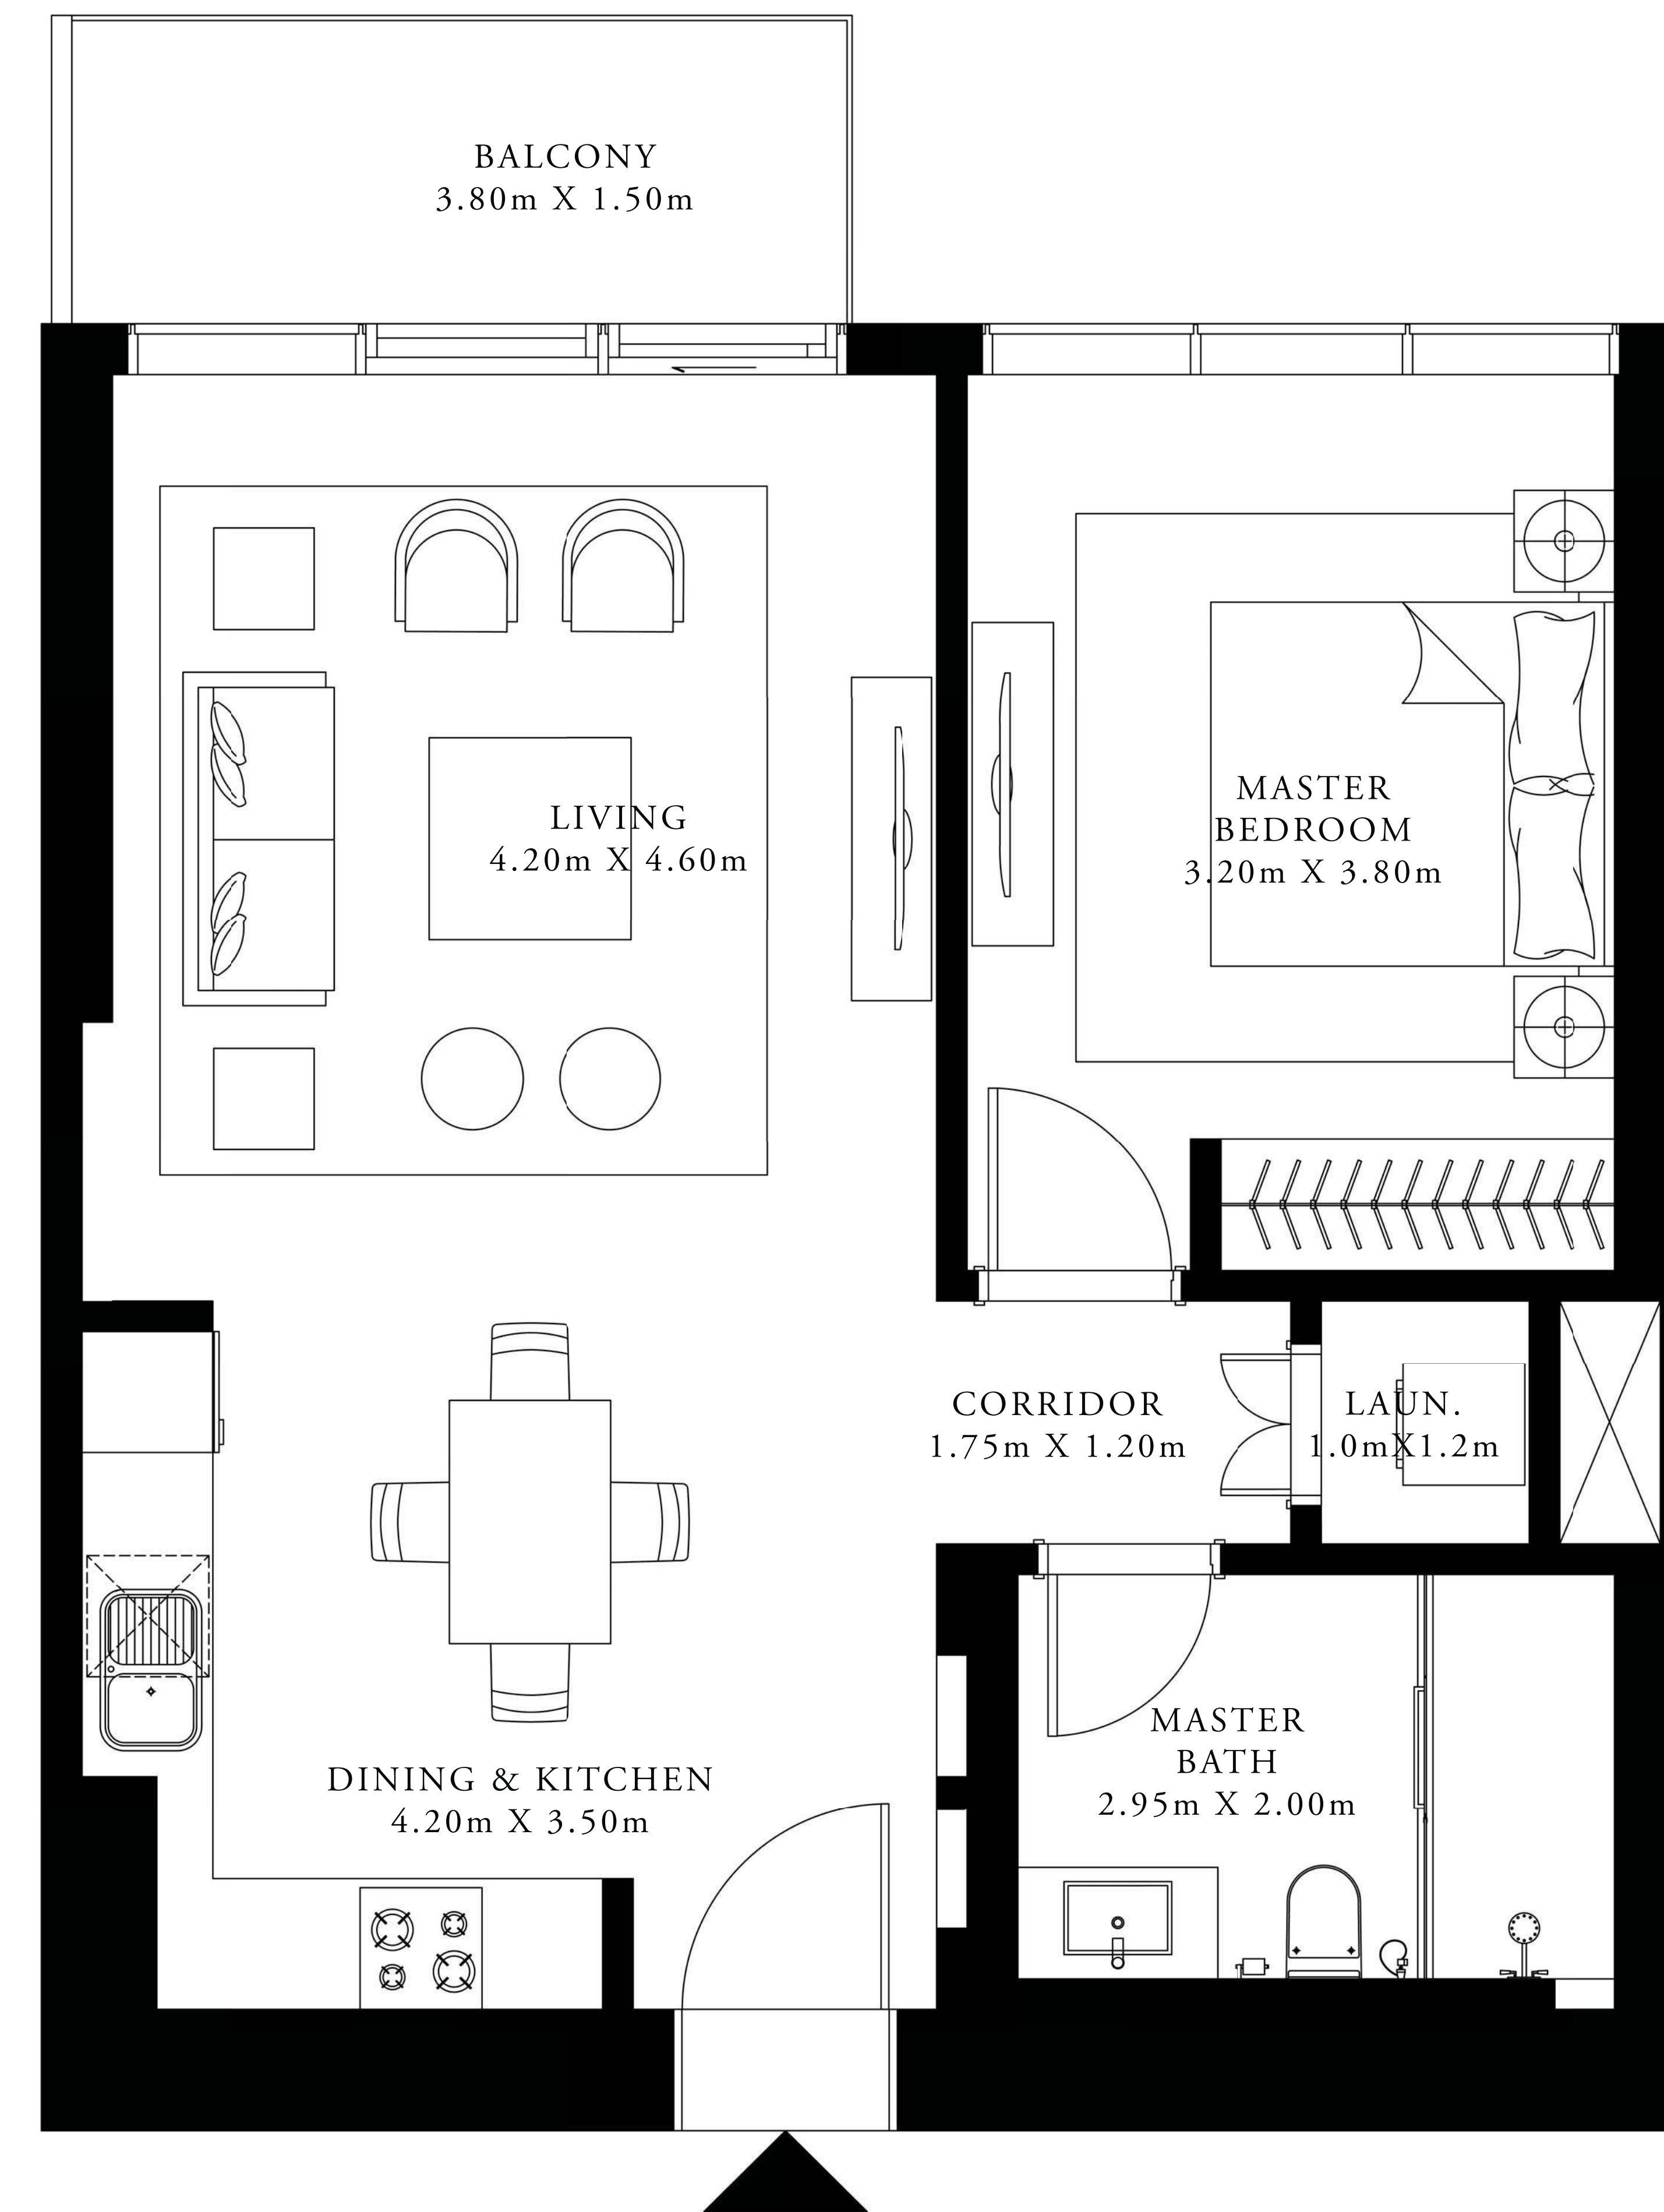 BALCONY
3.80m X 1.50m
LIVING
4.20m X 4.60m
MASTER
BEDROOM
3.20m X 3.80m
CORRIDOR
1.75m X 1.20m
LAUN.
1.0mX1.2m
MASTER
BATH
2.95m X 2.00m
DINING & KITCHEN
4.20m X 3.50m